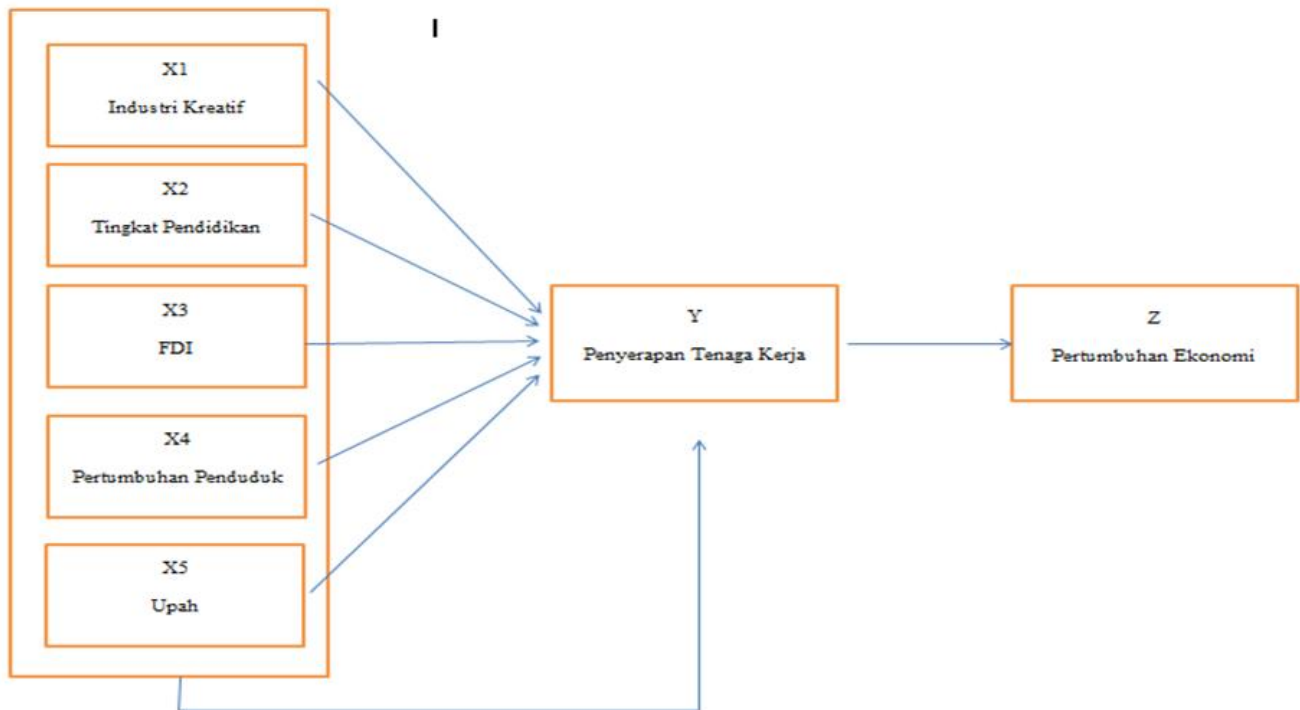 I
X1
Industri Kreatif
X2
Tingkat Pendidikan
X3
FDI
X4
Pertumbuhan Penduduk
X5
Upah
Y
Penyerapan Tenaga Kerja
Z
Pertumbuhan Ekonomi